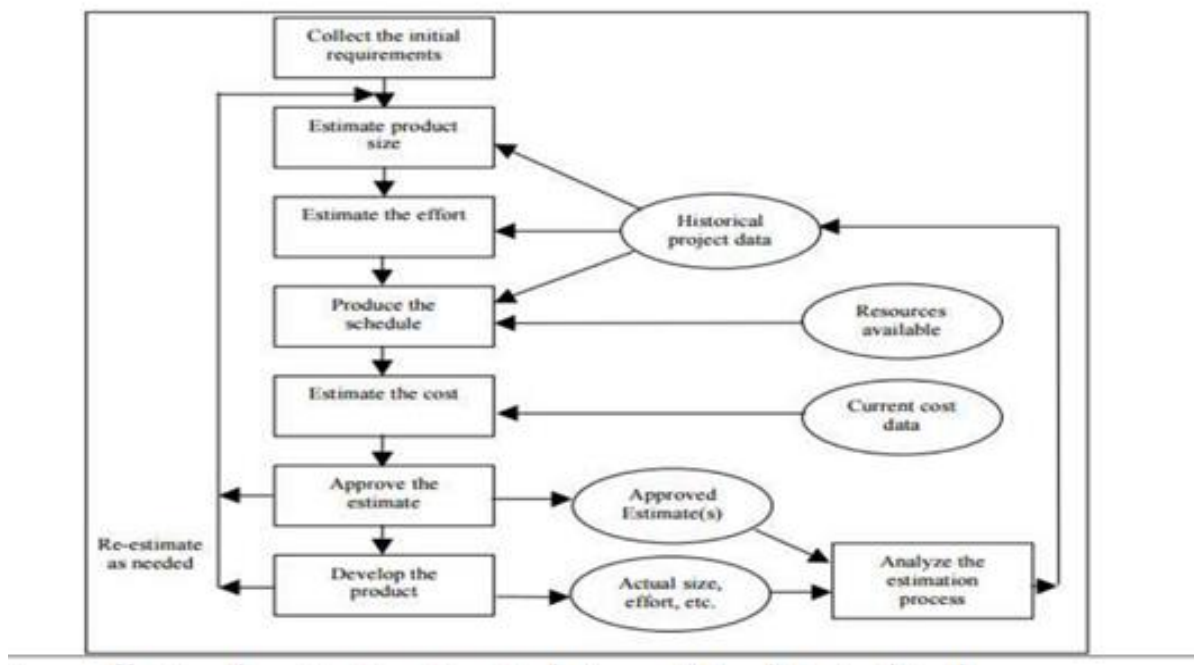 Collect the initial
requirements
Estimate product
size
Estimate the effort
Historical
project data
Produce the
schedule
Resources
available
Estimate the cost
Current cost
data
Approve the
estimate
Approved
Estimate(s)
Re-estimate
as needed
Develop the
product
Actual size,
effort, etc.
Analyze the
estimation
process